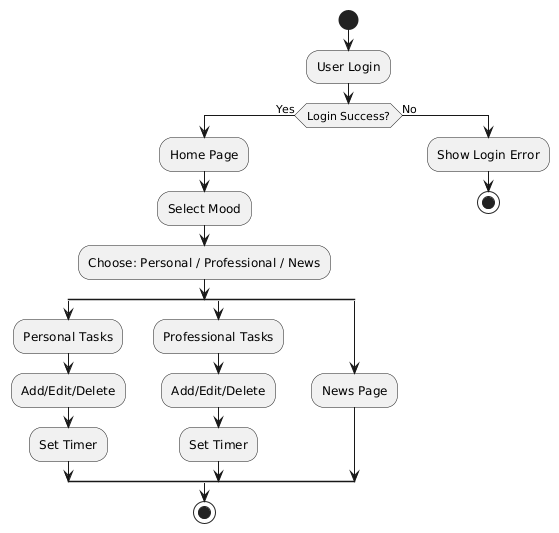 User Login
Yes
Login Success?
No
Home Page
Show Login Error
Select Mood
Choose: Personal / Professional / News
Personal Tasks
Professional Tasks
Add/Edit/Delete
Add/Edit/Delete
News Page
Set Timer
Set Timer